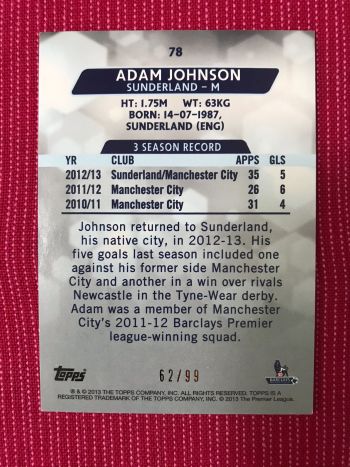 78
ADAM JOHNSON
SUNDERLAND - M
HT: 1.75M WT: 63KG
BORN: 14-07-1987,
SUNDERLAND (ENG)
3 SEASON RECORD
YR CLUB APPS GLS
2012/13 Sunderland/Manchester City 35 5
2011/12 Manchester City 26 6
2010/11 Manchester City 31 4
Johnson returned to Sunderland,
his native city, in 2012-13. His
five goals last season included one
against his former side Manchester
City and another in a win over rivals
Newcastle in the Tyne-Wear derby.
Adam was a member of Manchester
City's 2011-12 Barclays Premier
league-winning squad.
Topps
62/99
BARCLAYS
® & © 2013 THE TOPPS COMPANY, INC. ALL RIGHTS RESERVED. TOPPS IS A
REGISTERED TRADEMARK OF THE TOPPS COMPANY, INC. © 2013 The Premier League.